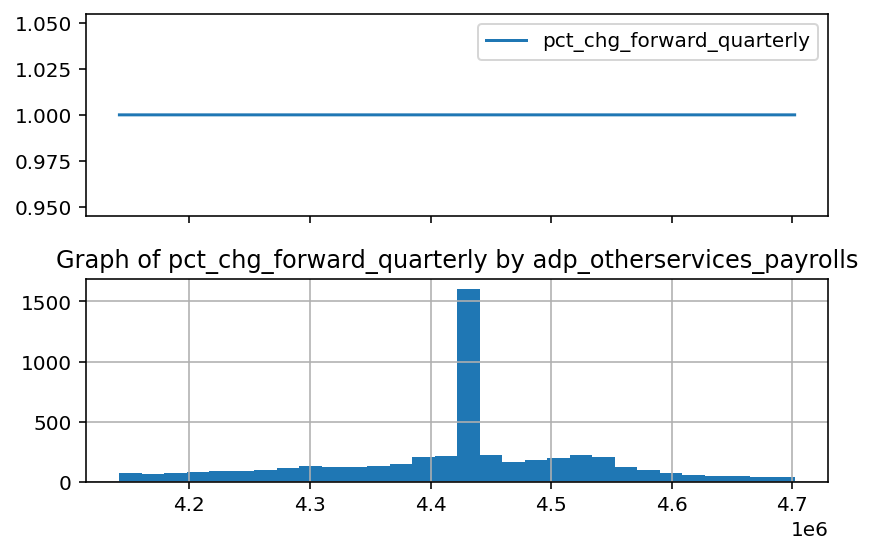 1.050
pct_chg_forward_quarterly
1.025
1.000
0.975
0.950
Graph of pct_chg_forward_quarterly by adp_otherservices_payrolls
1500
1000
500
0
4.2 4.3 4.4 4.5 4.6 4.7
1e6